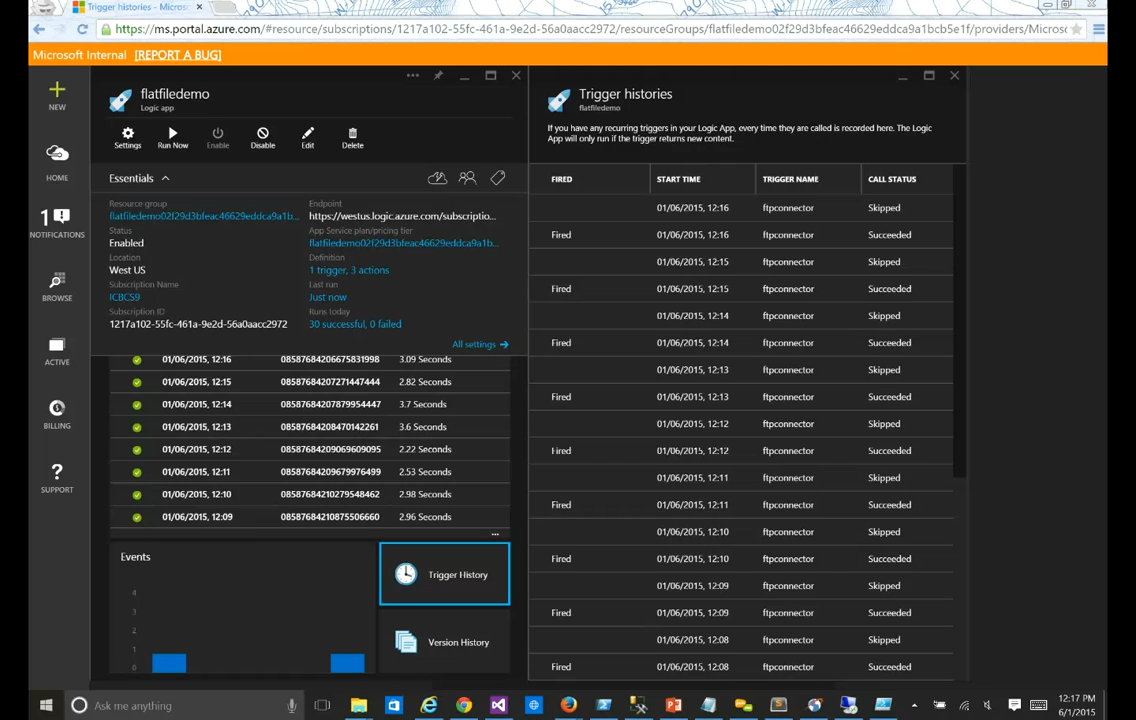 Trigger histories - Micros
https://ms.portal.azure.com/#resource/subscriptions/1217a102-55fc-461a-9e2d-56a0aacc2972/resourceGroups/flatfiledemo02f29d3bfeac46629eddca9a1bcb5e1f/providers/Microso
Microsoft Internal [REPORT A BUG]
NEW
HOME
1
NOTIFICATIONS
BROWSE
ACTIVE
BILLING
SUPPORT
flatfiledemo
Logic app
Settings Run Now Enable Disable Edit Delete
Essentials
Resource group
flatfiledemo02f29d3bfeac46629eddca9a1b...
Status
Enabled
Location
West US
Subscription Name
ICBCS9
Subscription ID
1217a102-55fc-461a-9e2d-56a0aacc2972
Endpoint
https://westus.logic.azure.com/subscriptio...
App Service plan/pricing tier
flatfiledemo02f29d3bfeac46629eddca9a1b...
Definition
1 trigger, 3 actions
Last run
Just now
Runs today
30 successful, 0 failed
All settings
01/06/2015, 12:16 08587684206675831998 3.09 Seconds
01/06/2015, 12:15 08587684207271447444 2.82 Seconds
01/06/2015, 12:14 08587684207879954447 3.7 Seconds
01/06/2015, 12:13 08587684208470142261 3.6 Seconds
01/06/2015, 12:12 08587684209069609095 2.22 Seconds
01/06/2015, 12:11 08587684209679976499 2.53 Seconds
01/06/2015, 12:10 08587684210279548462 2.98 Seconds
01/06/2015, 12:09 08587684210875506660 2.96 Seconds
...
Events
4
3
2
1
0
Trigger History
Version History
Trigger histories
flatfiledemo
If you have any recurring triggers in your Logic App, every time they are called is recorded here. The Logic
App will only run if the trigger returns new content.
FIRED START TIME TRIGGER NAME CALL STATUS
01/06/2015, 12:16 ftpconnector Skipped
Fired 01/06/2015, 12:16 ftpconnector Succeeded
01/06/2015, 12:15 ftpconnector Skipped
Fired 01/06/2015, 12:15 ftpconnector Succeeded
01/06/2015, 12:14 ftpconnector Skipped
Fired 01/06/2015, 12:14 ftpconnector Succeeded
01/06/2015, 12:13 ftpconnector Skipped
Fired 01/06/2015, 12:13 ftpconnector Succeeded
01/06/2015, 12:12 ftpconnector Skipped
Fired 01/06/2015, 12:12 ftpconnector Succeeded
01/06/2015, 12:11 ftpconnector Skipped
Fired 01/06/2015, 12:11 ftpconnector Succeeded
01/06/2015, 12:10 ftpconnector Skipped
Fired 01/06/2015, 12:10 ftpconnector Succeeded
01/06/2015, 12:09 ftpconnector Skipped
Fired 01/06/2015, 12:09 ftpconnector Succeeded
01/06/2015, 12:08 ftpconnector Skipped
Fired 01/06/2015, 12:08 ftpconnector Succeeded
Ask me anything
12:17 PM
6/1/2015